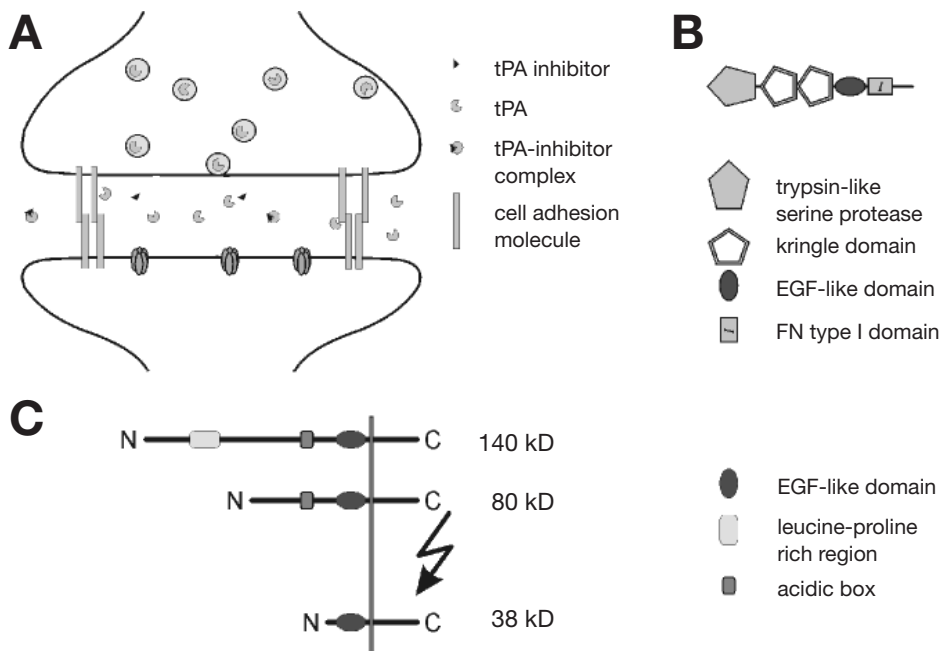 A
tPA inhibitor
tPA
tPA-inhibitor
complex
cell adhesion
molecule
B
I
trypsin-like
serine protease
kringle domain
EGF-like domain
I
FN type I domain
C
N C 140 kD
N C 80 kD
N C 38 kD
EGF-like domain
leucine-proline
rich region
acidic box